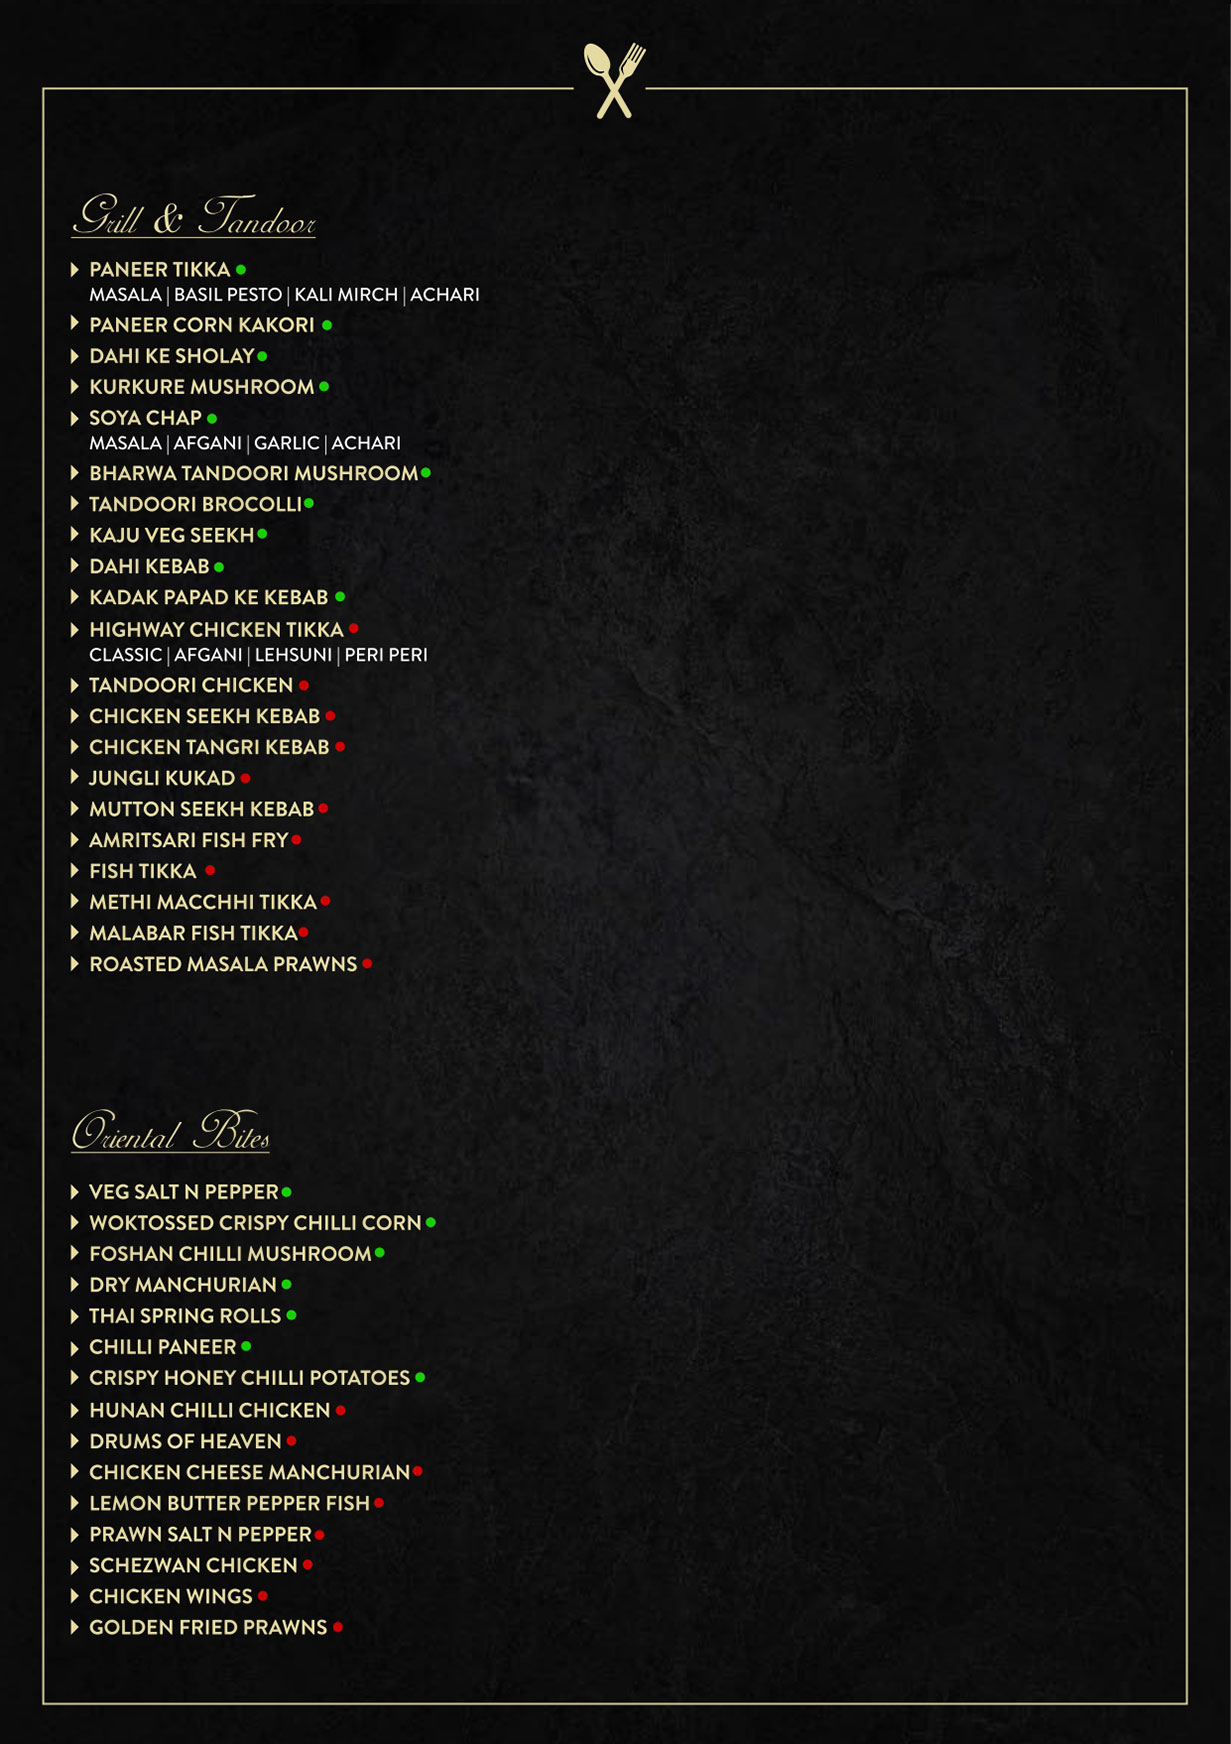 Grill & Tandoor
PANEER TIKKA
MASALA | BASIL PESTO | KALI MIRCH | ACHARI
PANEER CORN KAKORI
DAHI KE SHOLAY
KURKURE MUSHROOM
SOYA CHAP
MASALA | AFGANI | GARLIC | ACHARI
BHARWA TANDOORI MUSHROOM
TANDOORI BROCOLLI
KAJU VEG SEEKH
DAHI KEBAB
KADAK PAPAD KE KEBAB
HIGHWAY CHICKEN TIKKA
CLASSIC | AFGANI | LEHSUNI | PERI PERI
TANDOORI CHICKEN
CHICKEN SEEKH KEBAB
CHICKEN TANGRI KEBAB
JUNGLI KUKAD
MUTTON SEEKH KEBAB
AMRITSARI FISH FRY
FISH TIKKA
METHI MACCHHI TIKKA
MALABAR FISH TIKKA
ROASTED MASALA PRAWNS
Oriental Bites
VEG SALT N PEPPER
WOKTOSSED CRISPY CHILLI CORN
FOSHAN CHILLI MUSHROOM
DRY MANCHURIAN
THAI SPRING ROLLS
CHILLI PANEER
CRISPY HONEY CHILLI POTATOES
HUNAN CHILLI CHICKEN
DRUMS OF HEAVEN
CHICKEN CHEESE MANCHURIAN
LEMON BUTTER PEPPER FISH
PRAWN SALT N PEPPER
SCHEZWAN CHICKEN
CHICKEN WINGS
GOLDEN FRIED PRAWNS